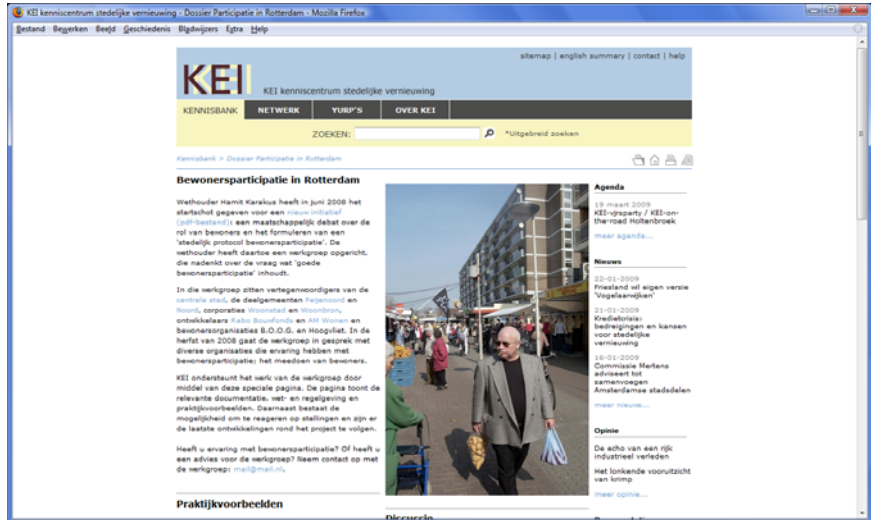 KEI kenniscentrum stedelijke vernieuwing - Dossier Participatie in Rotterdam - Mozilla Firefox
Bestand Bewerken Beeld Geschiedenis Bladwijzers Extra Help
sitemap | english summary | contact | help
KEI
KEI kenniscentrum stedelijke vernieuwing
KENNISBANK NETWERK YURP'S OVER KEI
ZOEKEN: *Uitgebreid zoeken
Kennisbank > Dossier Participatie in Rotterdam
Bewonersparticipatie in Rotterdam
Wethouder Hamit Karakus heeft in juni 2008 het
startschot gegeven voor een nieuw initiatief
(pdf-bestand): een maatschappelijk debat over de
rol van bewoners en het formuleren van een
'stedelijk protocol bewonersparticipatie'. De
wethouder heeft daartoe een werkgroep opgericht,
die nadenkt over de vraag wat 'goede
bewonersparticipatie' inhoudt.
In die werkgroep zitten vertegenwoordigers van de
centrale stad, de deelgemeenten Feijenoord en
Noord, corporaties Woonstad en Woonbron,
ontwikkelaars Rabo Bouwfonds en AM Wonen en
bewonersorganisaties B.O.O.G. en Hoogvliet. In de
herfst van 2008 gaat de werkgroep in gesprek met
diverse organisaties die ervaring hebben met
bewonersparticipatie; het meedoen van bewoners.
KEI ondersteunt het werk van de werkgroep door
middel van deze speciale pagina. De pagina toont de
relevante documentatie, wet- en regelgeving en
praktijkvoorbeelden. Daarnaast bestaat de
mogelijkheid om te reageren op stellingen en zijn er
de laatste ontwikkelingen rond het project te volgen.
Heeft u ervaring met bewonersparticipatie? Of heeft u
een advies voor de werkgroep? Neem contact op met
de werkgroep: mail@mail.nl.
Praktijkvoorbeelden
Discussie
Agenda
19 maart 2009
KEI-vjrsparty / KEI-on-
the-road Holtenbroek
meer agenda...
Nieuws
22-01-2009
Friesland wil eigen versie
'Vogelaarwijken'
21-01-2009
Kredietcrisis:
bedreigingen en kansen
voor stedelijke
vernieuwing
16-01-2009
Commissie Mertens
adviseert tot
samenvoegen
Amsterdamse stadsdelen
meer nieuws...
Opinie
De echo van een rijk
industrieel verleden
Het lonkende vooruitzicht
van krimp
meer opinie...